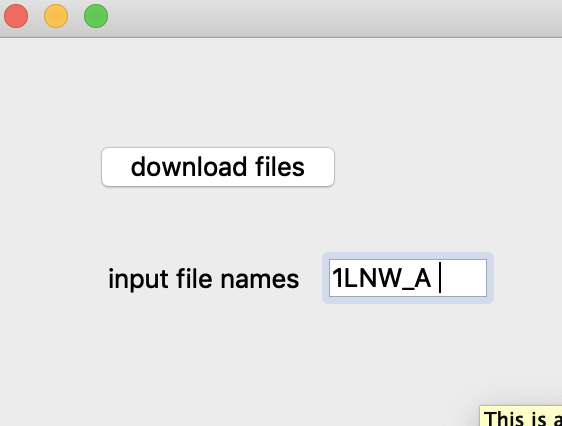 download files
input file names
1LNW_A
This is a